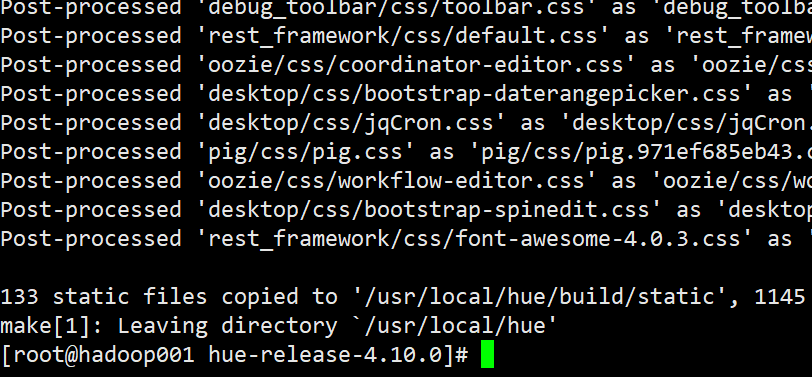 Post-processed 'debug_toolbar/css/toolbar.css' as 'debug_toolba
Post-processed 'rest_framework/css/default.css' as 'rest_framew
Post-processed 'oozie/css/coordinator-editor.css' as 'oozie/css
Post-processed 'desktop/css/bootstrap-daterangepicker.css' as '
Post-processed 'desktop/css/jqCron.css' as 'desktop/css/jqCron.
Post-processed 'pig/css/pig.css' as 'pig/css/pig.971ef685eb43.c
Post-processed 'oozie/css/workflow-editor.css' as 'oozie/css/wo
Post-processed 'desktop/css/bootstrap-spinedit.css' as 'desktop
Post-processed 'rest_framework/css/font-awesome-4.0.3.css' as '
133 static files copied to '/usr/local/hue/build/static', 1145
make[1]: Leaving directory `/usr/local/hue'
[root@hadoop001 hue-release-4.10.0]#